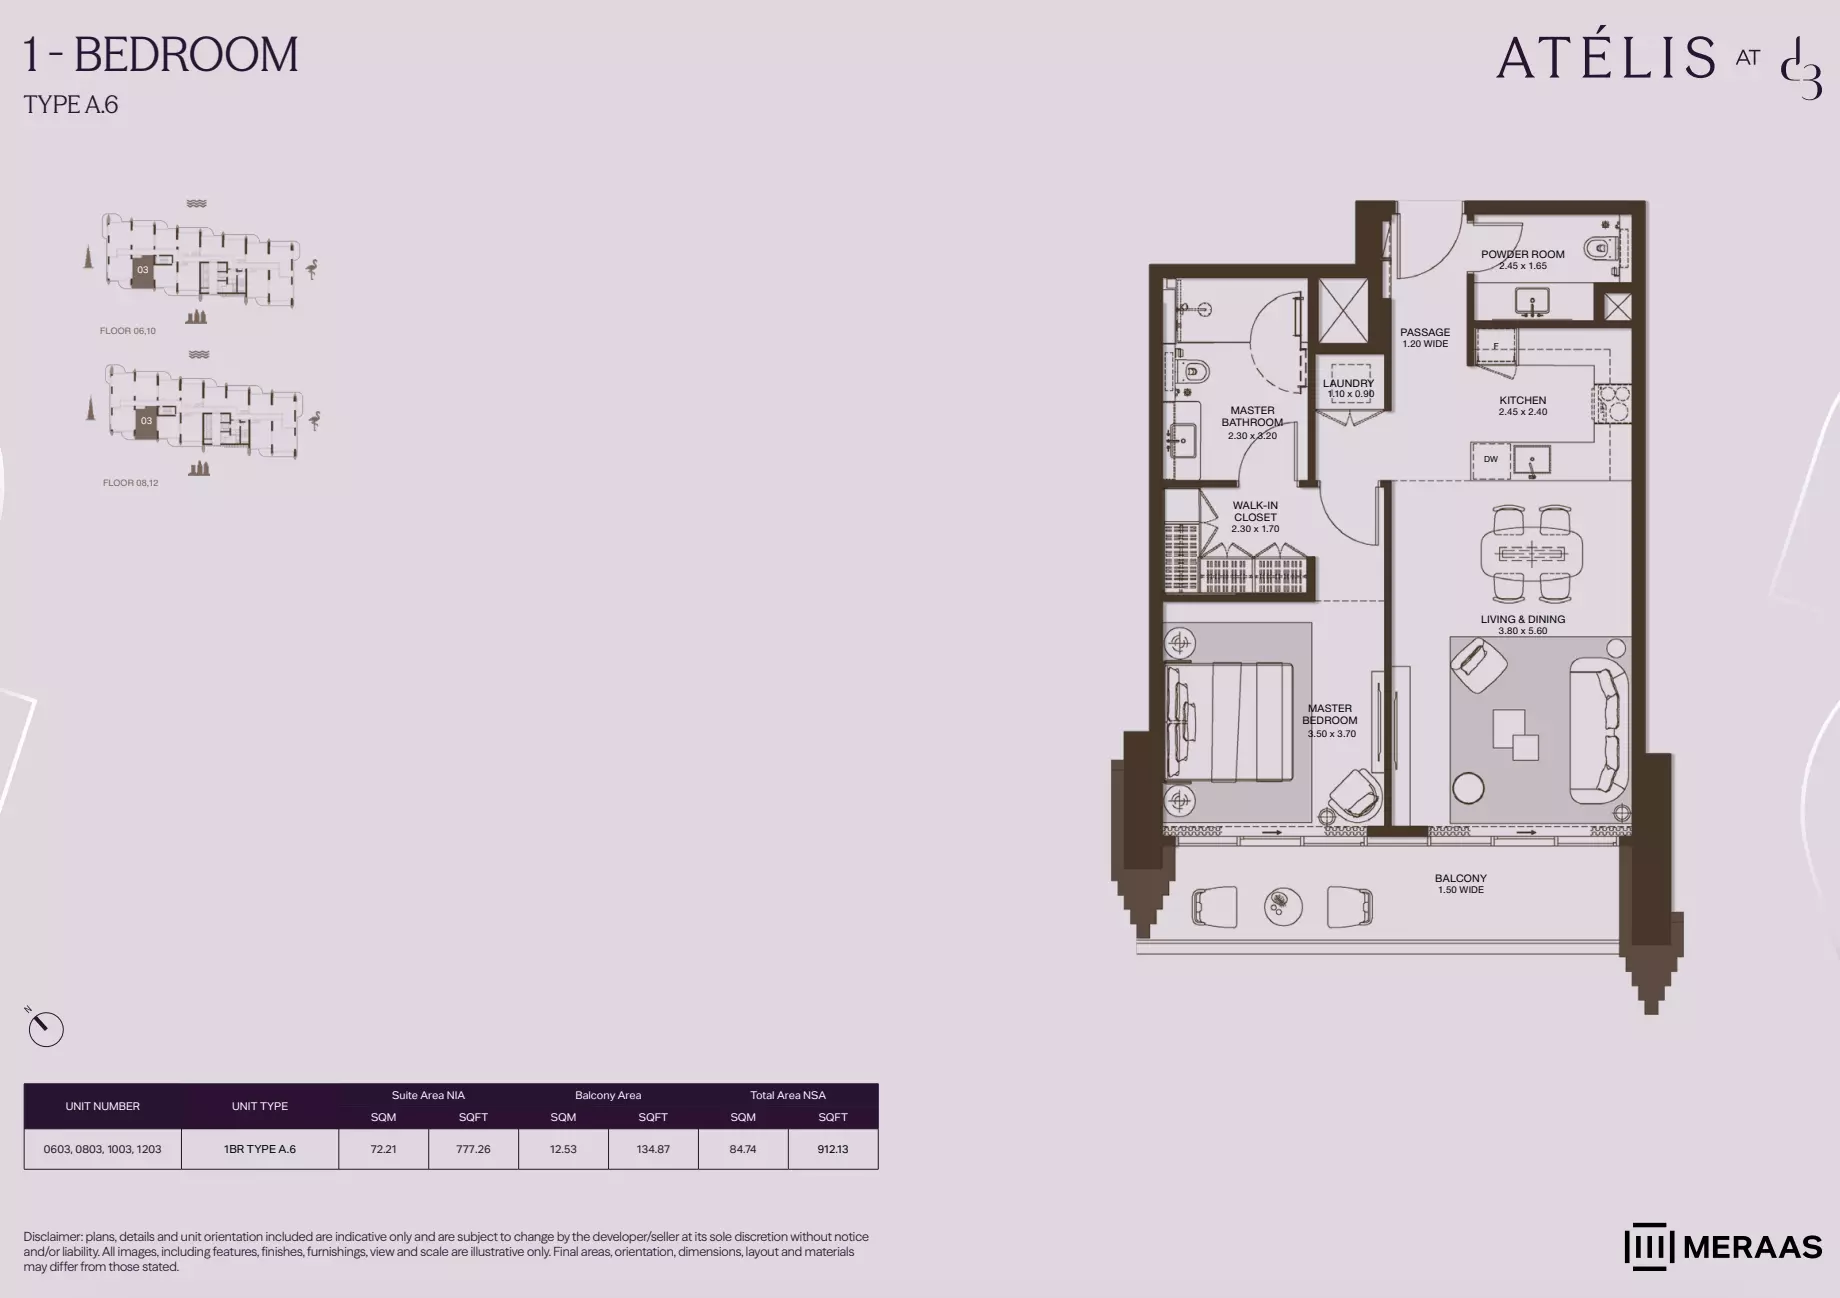 1 - BEDROOM
TYPE A.6
ATÉLIS AT d3
03
FLOOR 06,10
03
FLOOR 08,12
POWDER ROOM
2.45 x 1.65
PASSAGE
1.20 WIDE
F
LAUNDRY
1.10 x 0.90
KITCHEN
2.45 x 2.40
MASTER
BATHROOM
2.30 x 3.20
DW
WALK-IN
CLOSET
2.30 x 1.70
LIVING & DINING
3.80 x 5.60
MASTER
BEDROOM
3.50 x 3.70
BALCONY
1.50 WIDE
N
UNIT NUMBER UNIT TYPE Suite Area NIA Balcony Area Total Area NSA
SQM SQFT SQM SQFT SQM SQFT
0603, 0803, 1003, 1203 1BR TYPE A.6 72.21 777.26 12.53 134.87 84.74 912.13
Disclaimer: plans, details and unit orientation included are indicative only and are subject to change by the developer/seller at its sole discretion without notice
and/or liability. All images, including features, finishes, furnishings, view and scale are illustrative only. Final areas, orientation, dimensions, layout and materials
may differ from those stated.
MERAAS